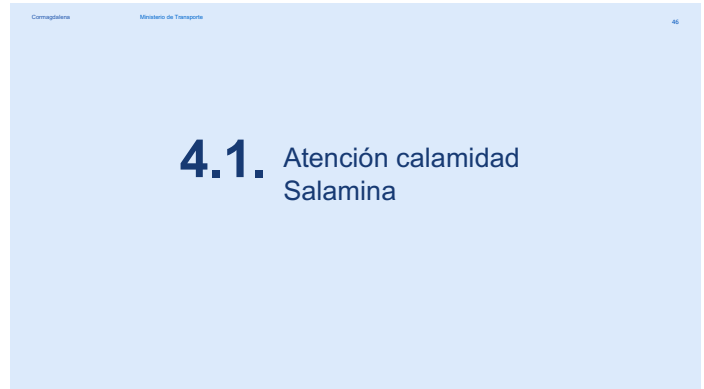 Cormagdalena Ministerio de Transporte 46
4.1. Atención calamidad
Salamina